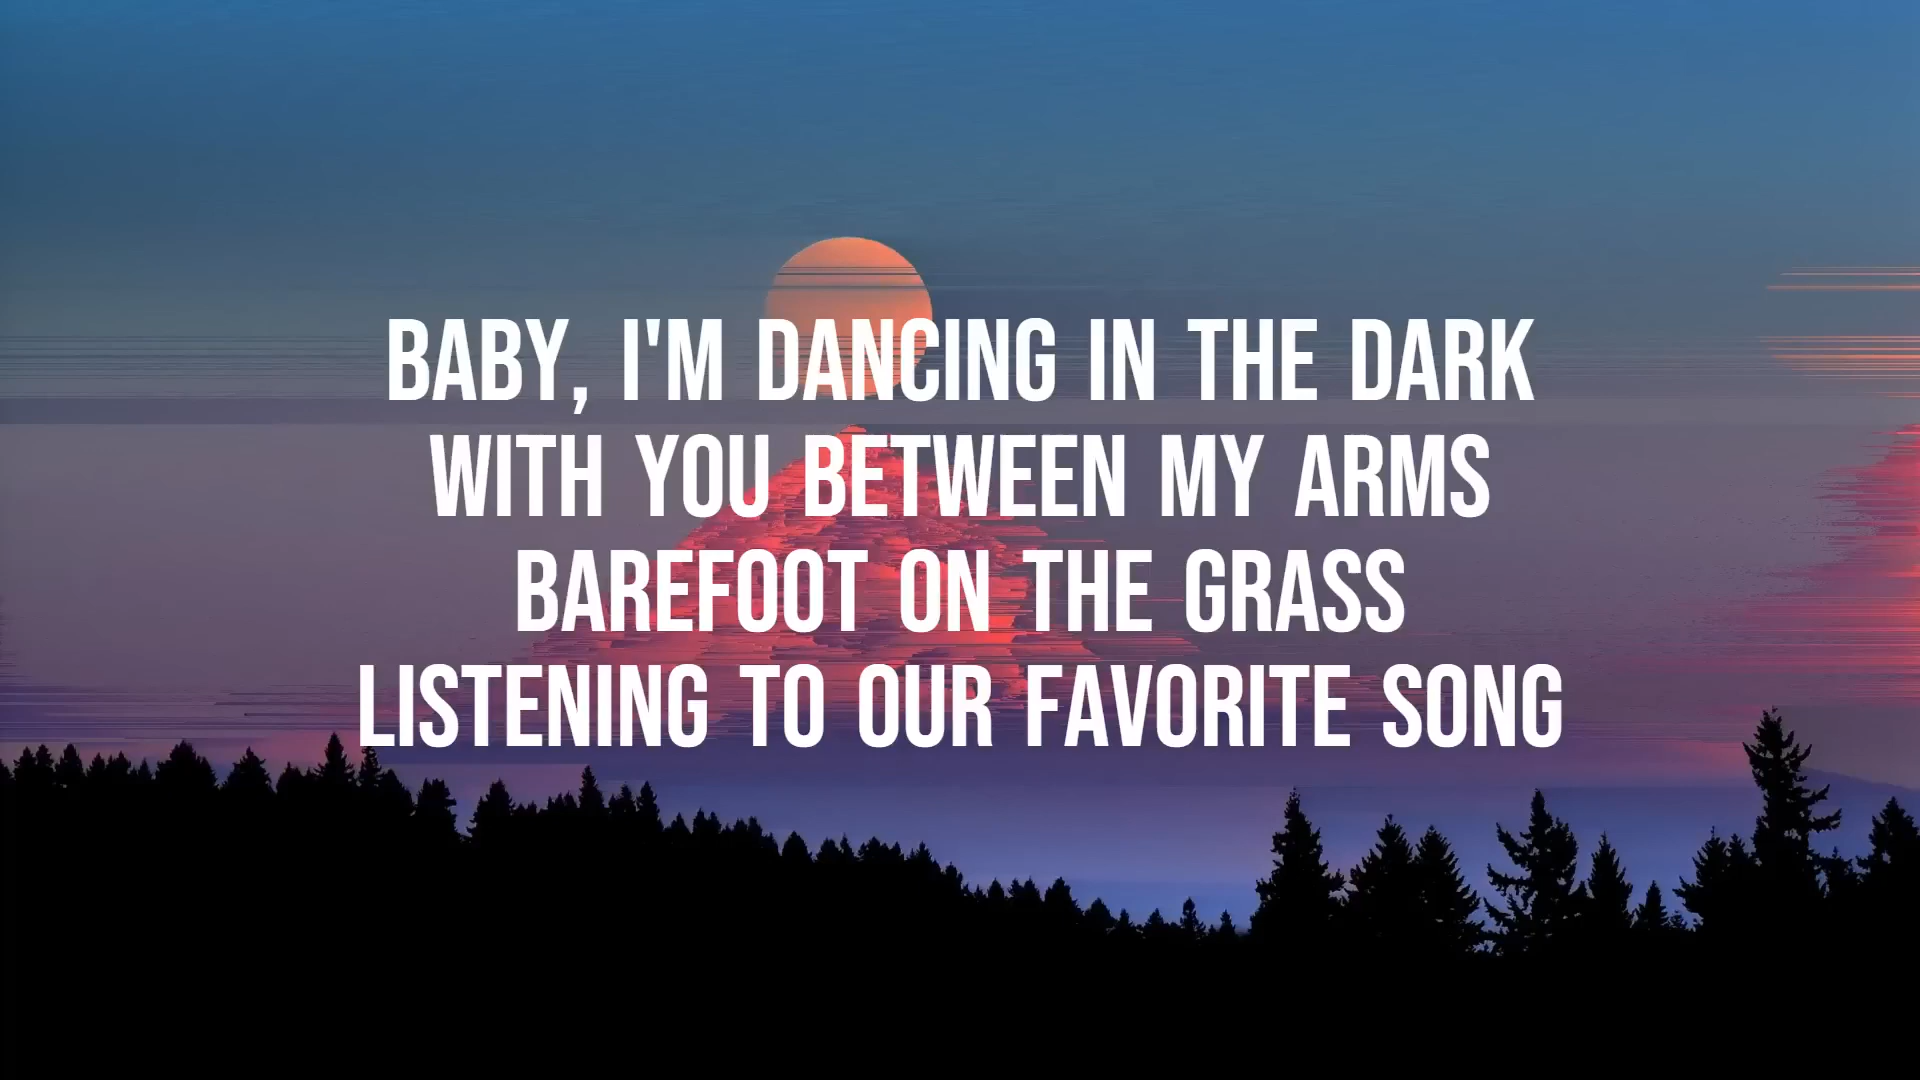 BABY, I'M DANCING IN THE DARK
WITH YOU BETWEEN MY ARMS
BAREFOOT ON THE GRASS
LISTENING TO OUR FAVORITE SONG